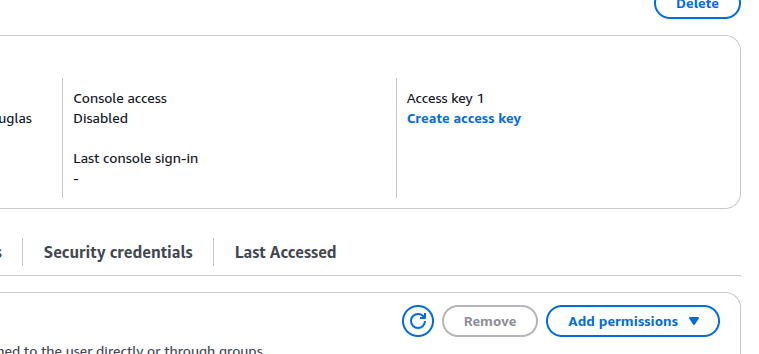 Delete
Console access
Access key 1
uglas
Disabled
Create access key
Last console sign-in
-
s
Security credentials
Last Accessed
Remove
Add permissions
ned to the user directly or through groups.